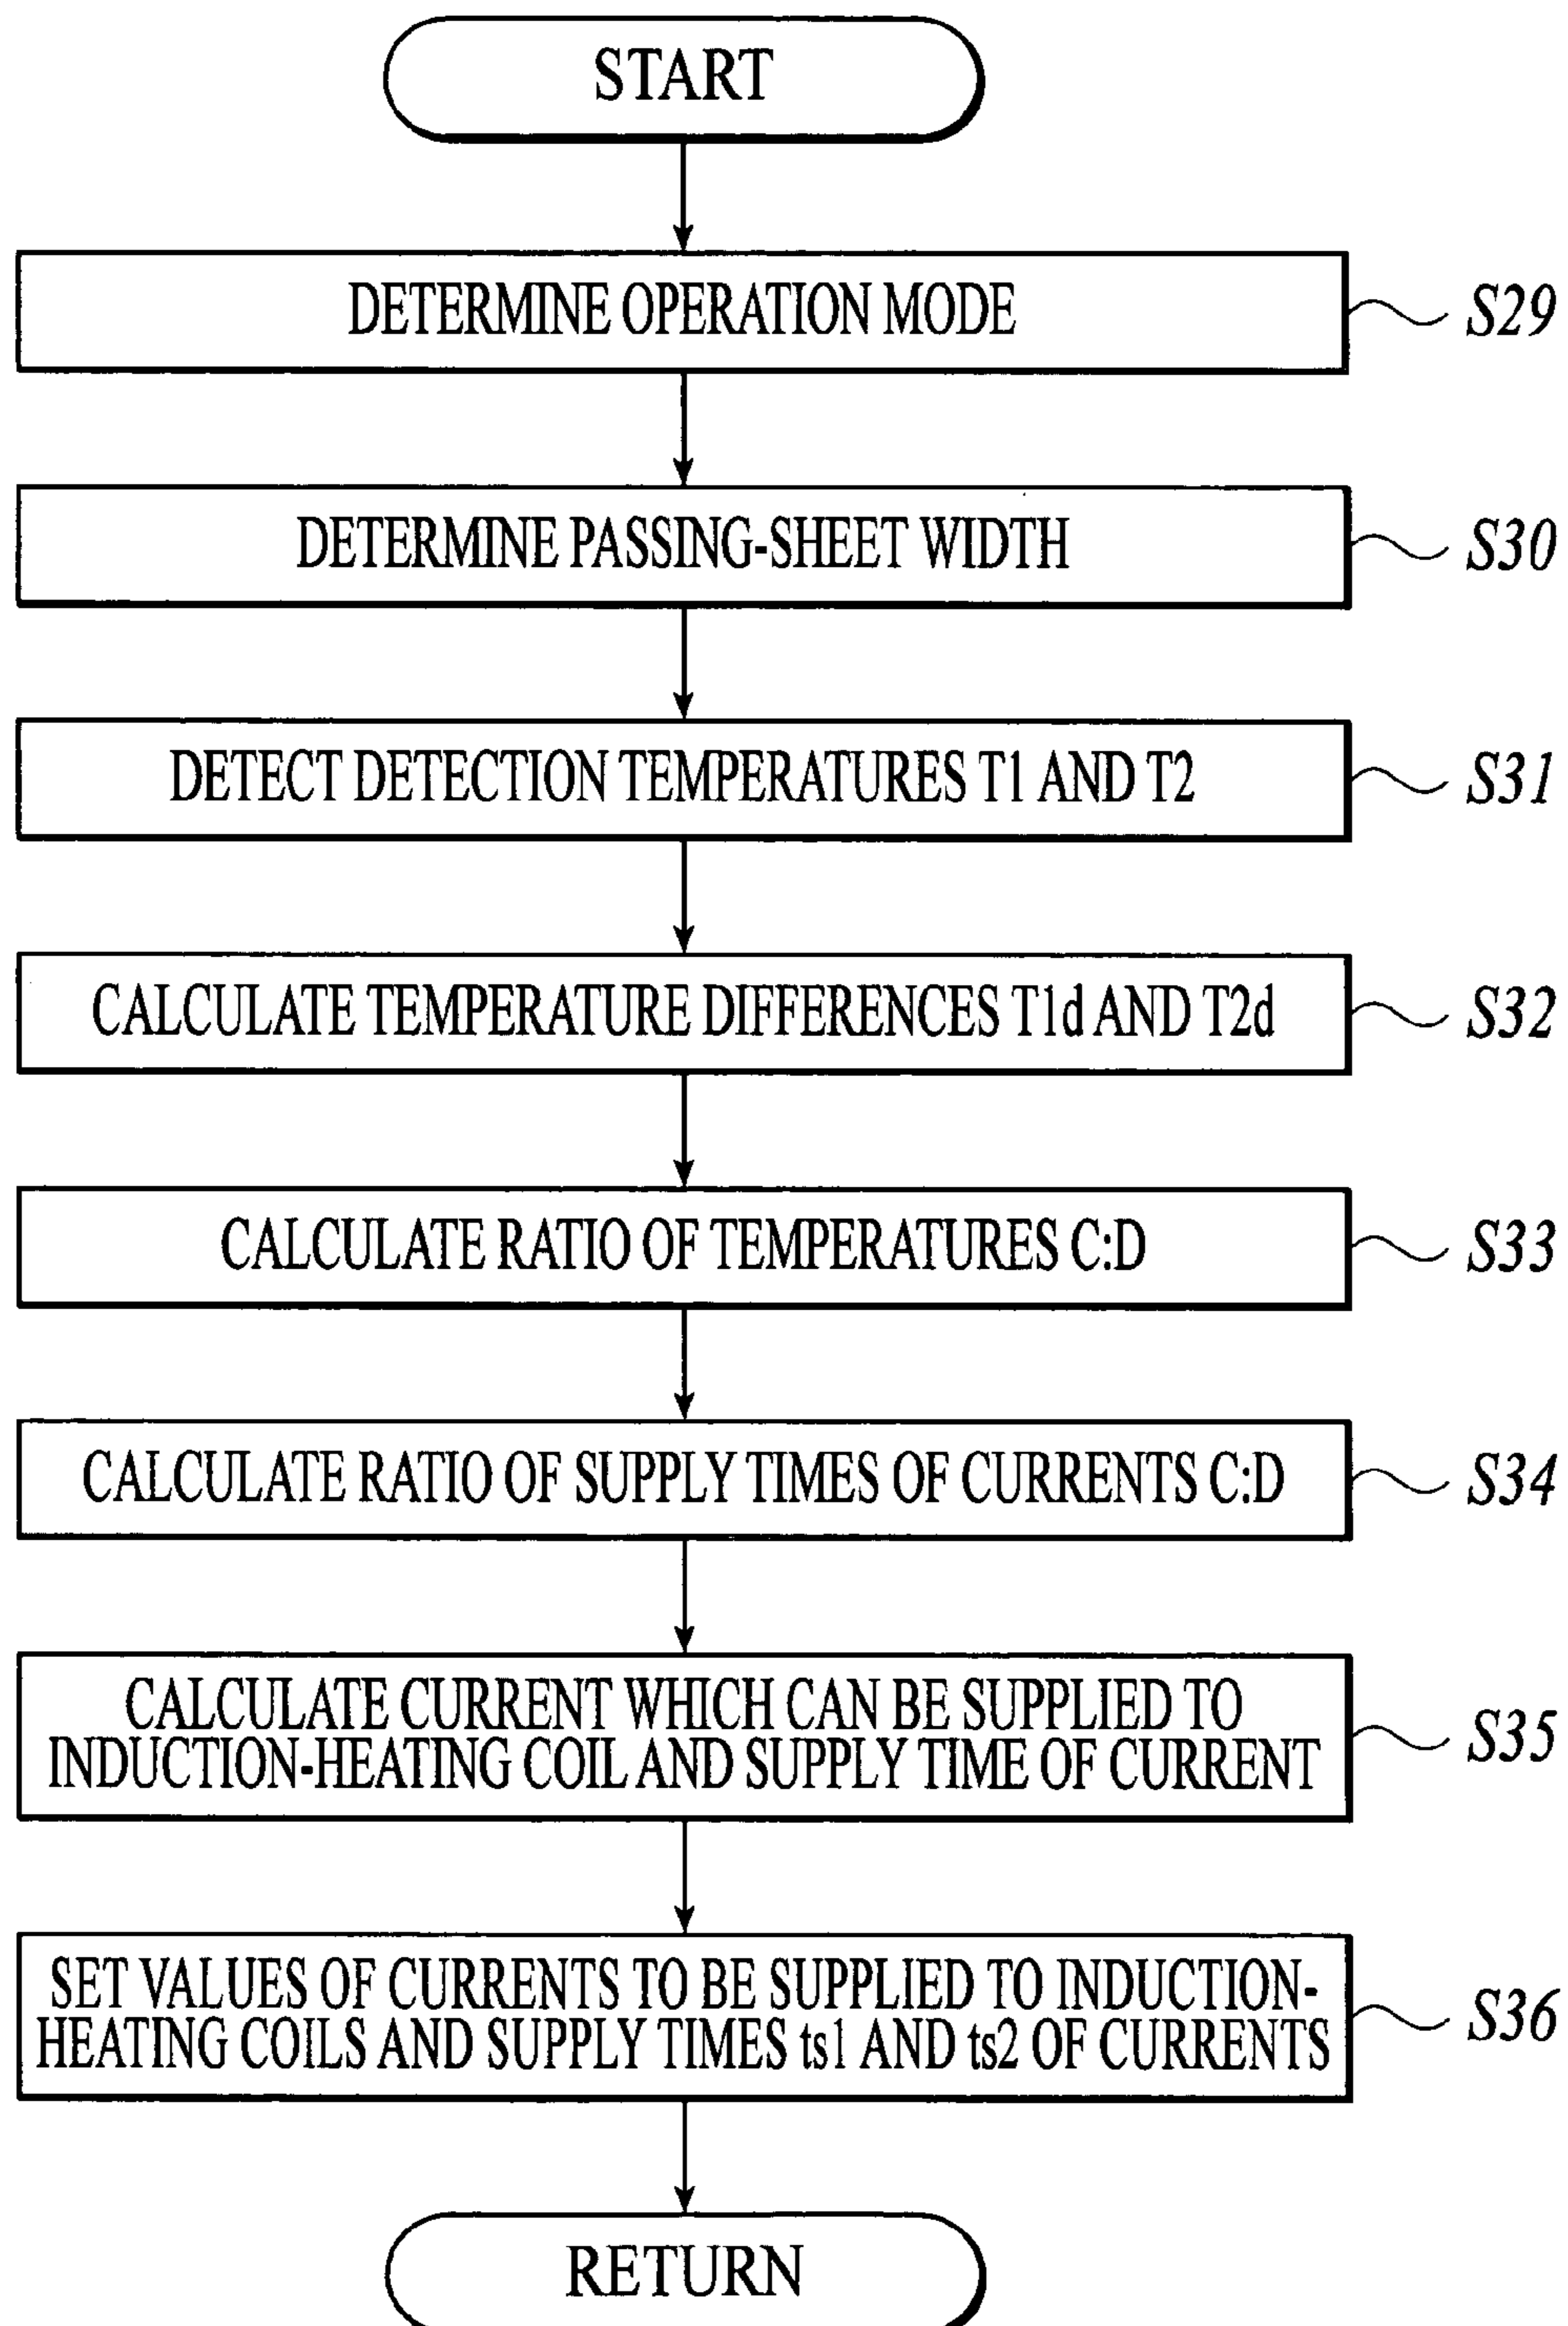 START
DETERMINE OPERATION MODE
S29
DETERMINE PASSING-SHEET WIDTH
S30
DETECT DETECTION TEMPERATURES T1 AND T2
S31
CALCULATE TEMPERATURE DIFFERENCES T1d AND T2d
S32
CALCULATE RATIO OF TEMPERATURES C:D
S33
CALCULATE RATIO OF SUPPLY TIMES OF CURRENTS C:D
S34
CALCULATE CURRENT WHICH CAN BE SUPPLIED TO
INDUCTION-HEATING COIL AND SUPPLY TIME OF CURRENT
S35
SET VALUES OF CURRENTS TO BE SUPPLIED TO INDUCTION-
HEATING COILS AND SUPPLY TIMES ts1 AND ts2 OF CURRENTS
S36
RETURN